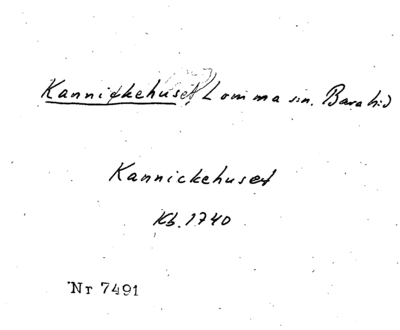 Kannickehuset, Lomma sn. Bara hd
Kannickehuset
Kb. 1740
Nr 7491